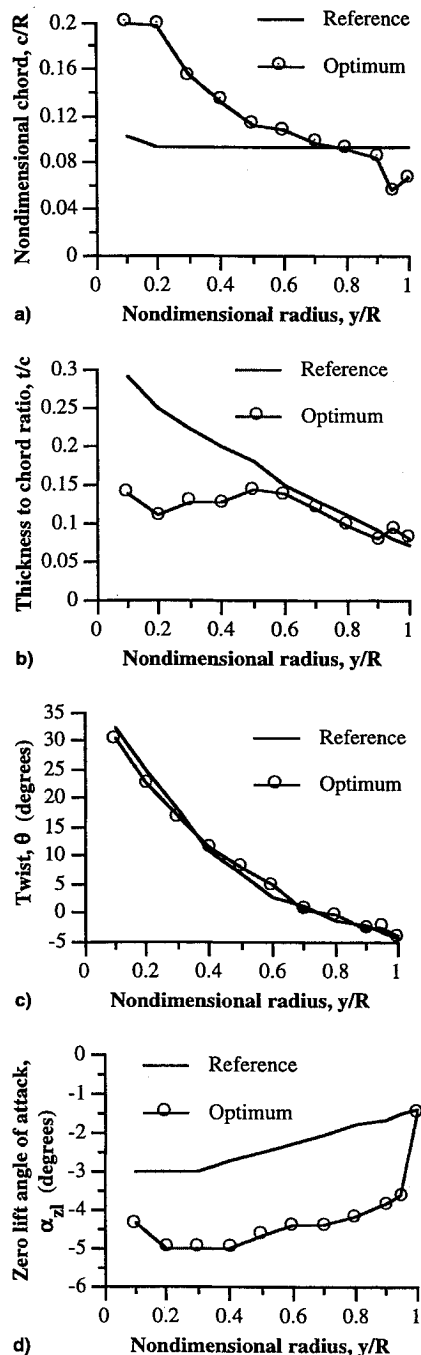 0.2
0.16
0.12
0.08
0.04
0
Nondimensional chord, c/R
Reference
Optimum
0 0.2 0.4 0.6 0.8 1
Nondimensional radius, y/R
a)
0.3
0.25
0.2
0.15
0.1
0.05
0
Thickness to chord ratio, t/c
Reference
Optimum
0 0.2 0.4 0.6 0.8 1
Nondimensional radius, y/R
b)
35
30
25
20
15
10
5
0
-5
Twist, θ (degrees)
Reference
Optimum
0 0.2 0.4 0.6 0.8 1
Nondimensional radius, y/R
c)
0
-1
-2
-3
-4
-5
-6
Zero lift angle of attack,
αzl (degrees)
Reference
Optimum
0 0.2 0.4 0.6 0.8 1
Nondimensional radius, y/R
d)